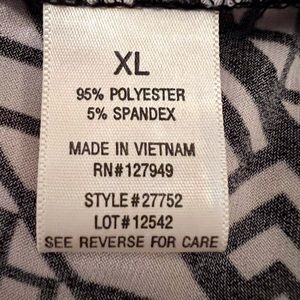 XL
95% POLYESTER
5% SPANDEX
MADE IN VIETNAM
RN#127949
STYLE#27752
LOT#12542
SEE REVERSE FOR CARE